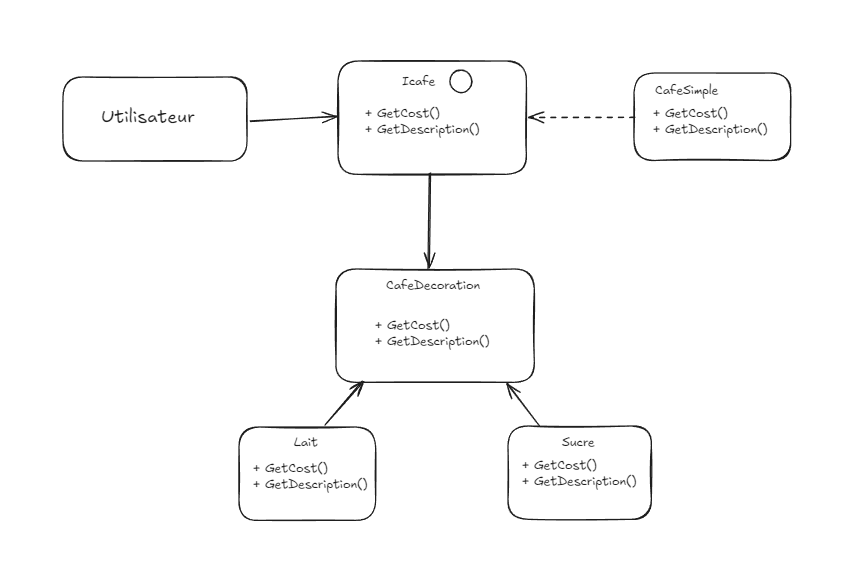 Utilisateur
Icafe
+ GetCost()
+ GetDescription()
CafeSimple
+ GetCost()
+ GetDescription()
CafeDecoration
+ GetCost()
+ GetDescription()
Lait
+ GetCost()
+ GetDescription()
Sucre
+ GetCost()
+ GetDescription()